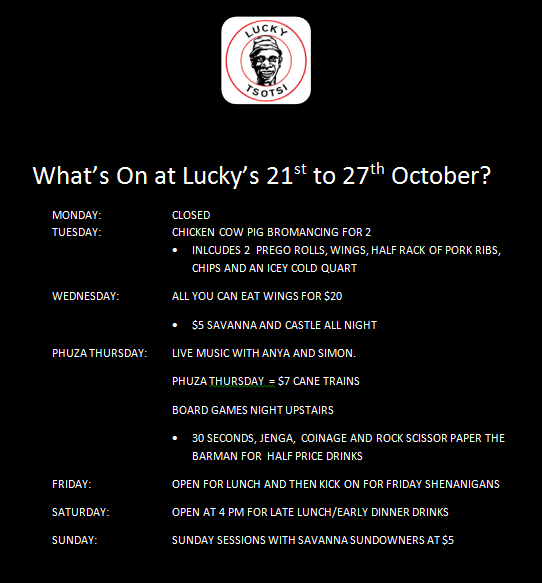 LUCKY
TSOTSI
What's On at Lucky's 21st to 27th October?
MONDAY: CLOSED
TUESDAY: CHICKEN COW PIG BROMANCING FOR 2
• INLCUDES 2 PREGO ROLLS, WINGS, HALF RACK OF PORK RIBS,
CHIPS AND AN ICEY COLD QUART
WEDNESDAY: ALL YOU CAN EAT WINGS FOR $20
• $5 SAVANNA AND CASTLE ALL NIGHT
PHUZA THURSDAY: LIVE MUSIC WITH ANYA AND SIMON.
PHUZA THURSDAY = $7 CANE TRAINS
BOARD GAMES NIGHT UPSTAIRS
• 30 SECONDS, JENGA, COINAGE AND ROCK SCISSOR PAPER THE
BARMAN FOR HALF PRICE DRINKS
FRIDAY: OPEN FOR LUNCH AND THEN KICK ON FOR FRIDAY SHENANIGANS
SATURDAY: OPEN AT 4 PM FOR LATE LUNCH/EARLY DINNER DRINKS
SUNDAY: SUNDAY SESSIONS WITH SAVANNA SUNDOWNERS AT $5